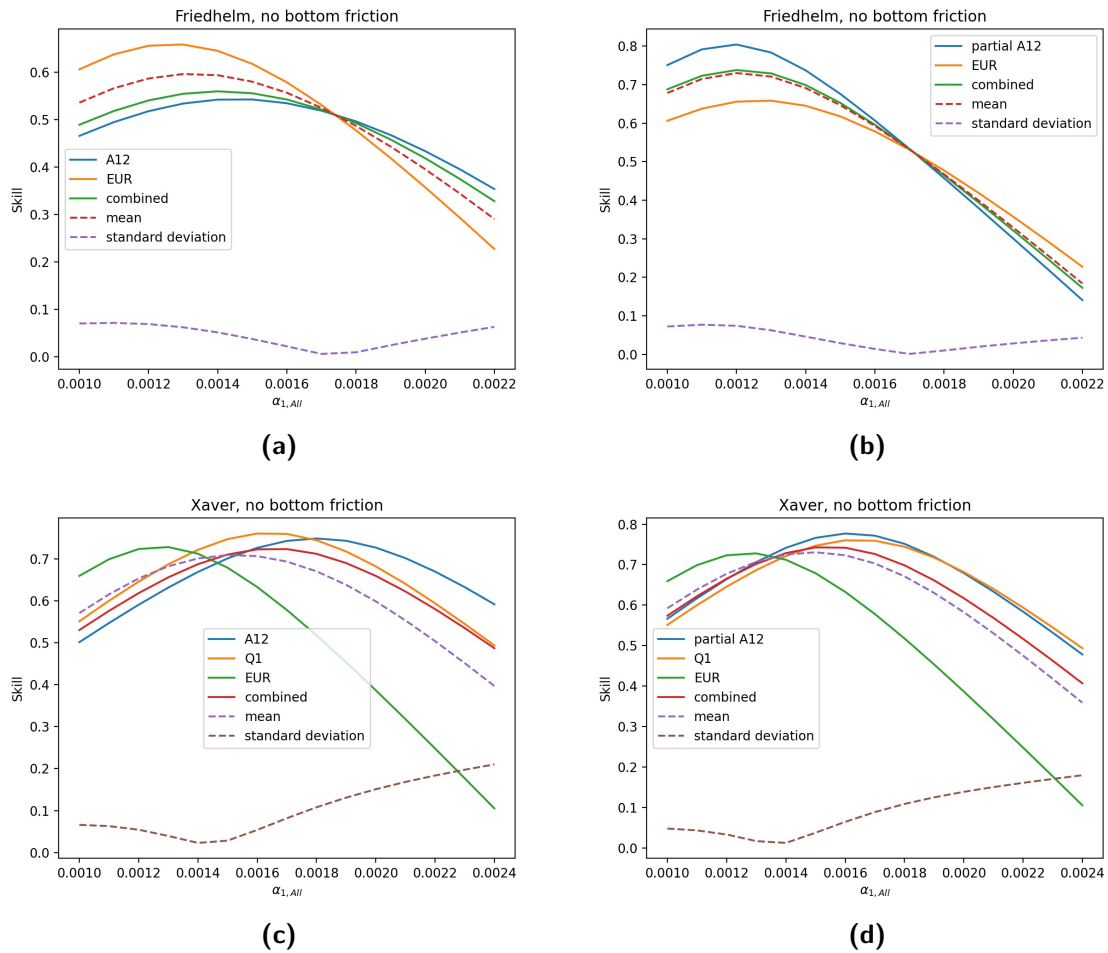 Friedhelm, no bottom friction
Skill
0.6
0.5
0.4
0.3
0.2
0.1
0.0
A12
EUR
combined
mean
standard deviation
0.0010 0.0012 0.0014 0.0016 0.0018 0.0020 0.0022
α1, All
(a)
Friedhelm, no bottom friction
Skill
0.8
0.7
0.6
0.5
0.4
0.3
0.2
0.1
0.0
partial A12
EUR
combined
mean
standard deviation
0.0010 0.0012 0.0014 0.0016 0.0018 0.0020 0.0022
α1, All
(b)
Xaver, no bottom friction
Skill
0.7
0.6
0.5
0.4
0.3
0.2
0.1
0.0
A12
Q1
EUR
combined
mean
standard deviation
0.0010 0.0012 0.0014 0.0016 0.0018 0.0020 0.0022 0.0024
α1, All
(c)
Xaver, no bottom friction
Skill
0.8
0.7
0.6
0.5
0.4
0.3
0.2
0.1
0.0
partial A12
Q1
EUR
combined
mean
standard deviation
0.0010 0.0012 0.0014 0.0016 0.0018 0.0020 0.0022 0.0024
α1, All
(d)